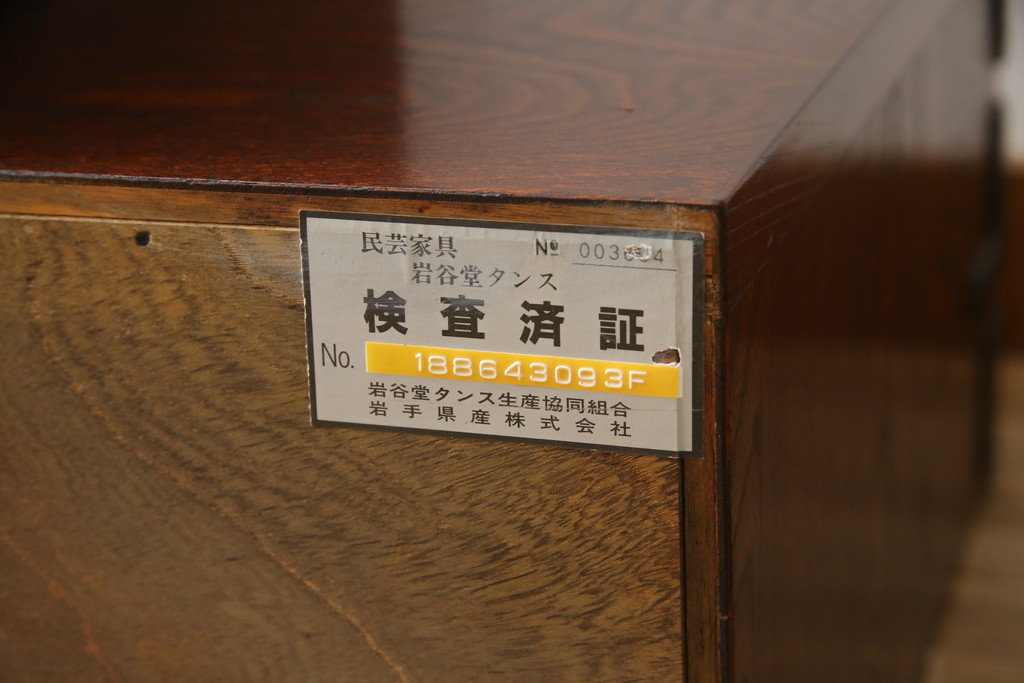 民芸家具 No
岩谷堂タンス
検査済証
No. 188643093F
岩谷堂タンス生産協同組合
岩手県産株式会社